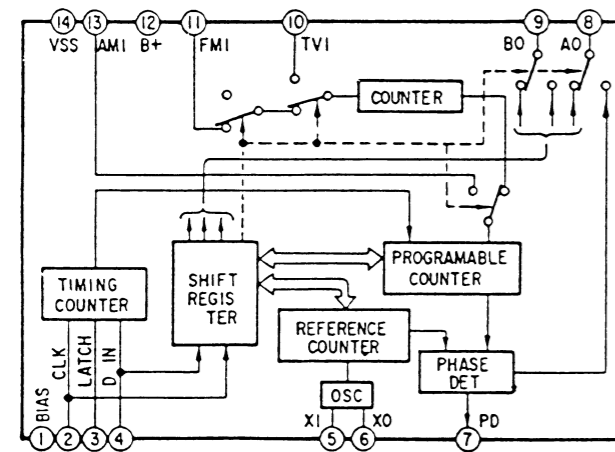 14 13 12 11 10 9 8
VSS AMI B+ FMI TVI BO AO
COUNTER
TIMING
COUNTER
SHIFT
REGIS
TER
PROGRAMABLE
COUNTER
REFERENCE
COUNTER
PHASE
DET
OSC
BIAS
CLK
LATCH
D IN
XI XO PD
1 2 3 4 5 6 7